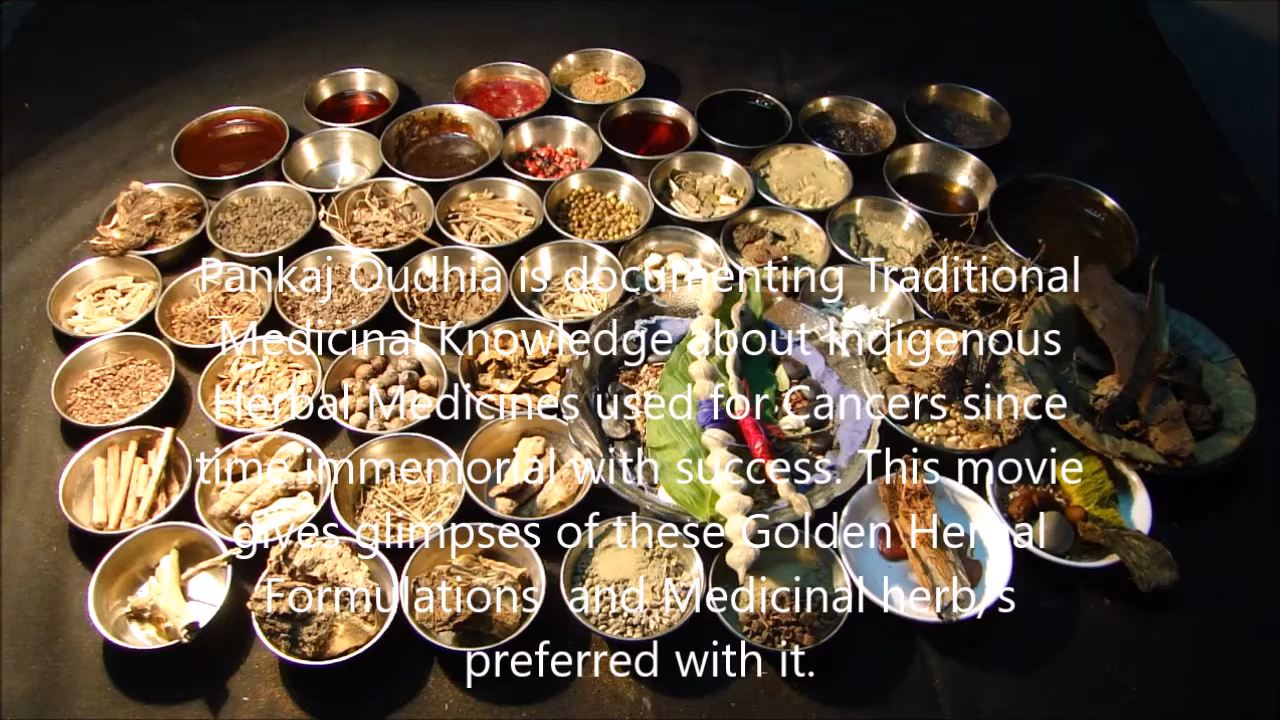 Pankaj Oudhia is documenting Traditional
Medicinal Knowledge about Indigenous
Herbal Medicines used for Cancers since
time immemorial with success. This movie
gives glimpses of these Golden Herbal
Formulations and Medicinal herb/s
preferred with it.